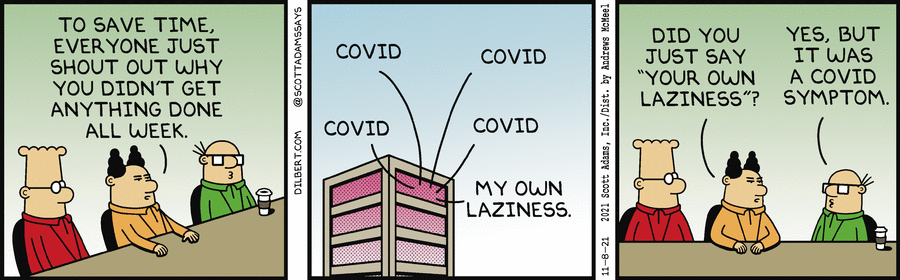 TO SAVE TIME,
EVERYONE JUST
SHOUT OUT WHY
YOU DIDN'T GET
ANYTHING DONE
ALL WEEK.
DILBERT.COM @SCOTTADAMSSAYS
COVID
COVID
COVID
COVID
MY OWN
LAZINESS.
11-8-21 2021 Scott Adams, Inc./Dist. by Andrews McMeel
DID YOU
JUST SAY
"YOUR OWN
LAZINESS"?
YES, BUT
IT WAS
A COVID
SYMPTOM.